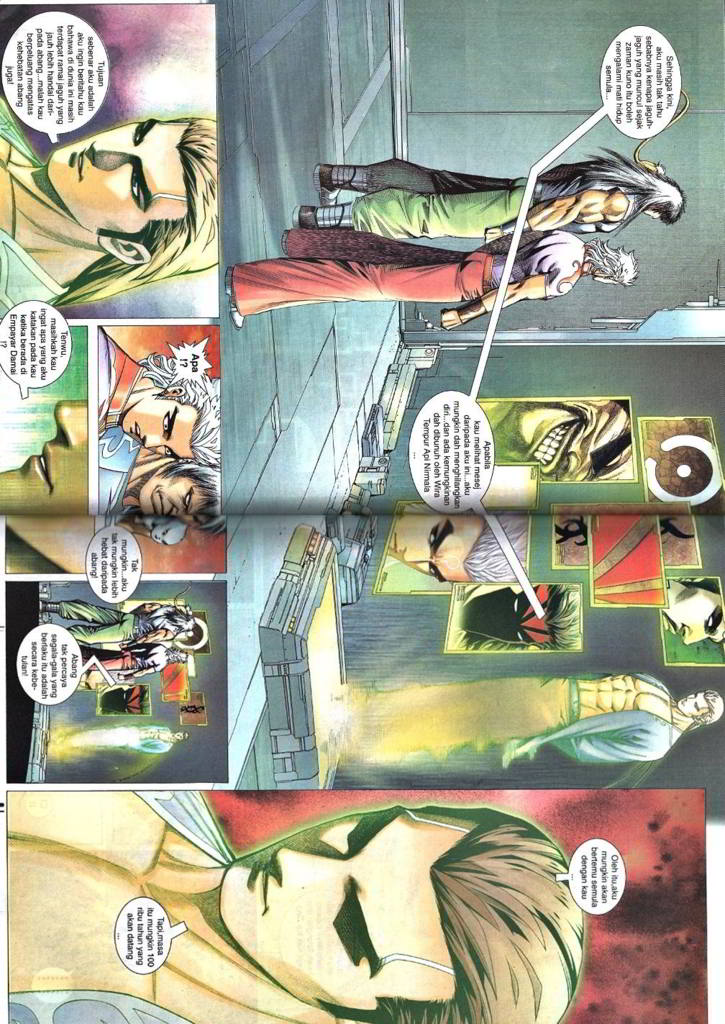 Sehingga kini,
aku masih tak tahu
sebabnya kenapa jaguh-
jaguh yang muncul sejak
zaman kuno itu boleh
mengalami mati hidup
semula...
Apabila
kau melihat mesej
daripada aku ini...aku
mungkin dah menghilangkan
diri...dan ada kemungkinan
dah dibunuh oleh Wira
Tempur Api Nirmala
...
Oleh itu,aku
mungkin akan
bertemu semula
dengan kau
Tapi,masa
itu mungkin 100
ribu tahun yang
akan datang
...
Tujuan
sebenar aku adalah
aku ingin beritahu kau
bahawa di dunia ini masih
terdapat ramai jaguh yang
jauh lebih handal dari-
pada abang...malah kau
berpeluang mengatas
kehebatan abang
juga!
Apa
!?
Tenwu,
masihkah kau
ingat apa yang aku
katakan pada kau
ketika berada di
Empayar Damai
!?
Tak
mungkin...aku
tak mungkin lebih
hebat daripada
abang!
Abang
tak percaya
segala-gala yang
berlaku itu adalah
secara kebe-
tulan!